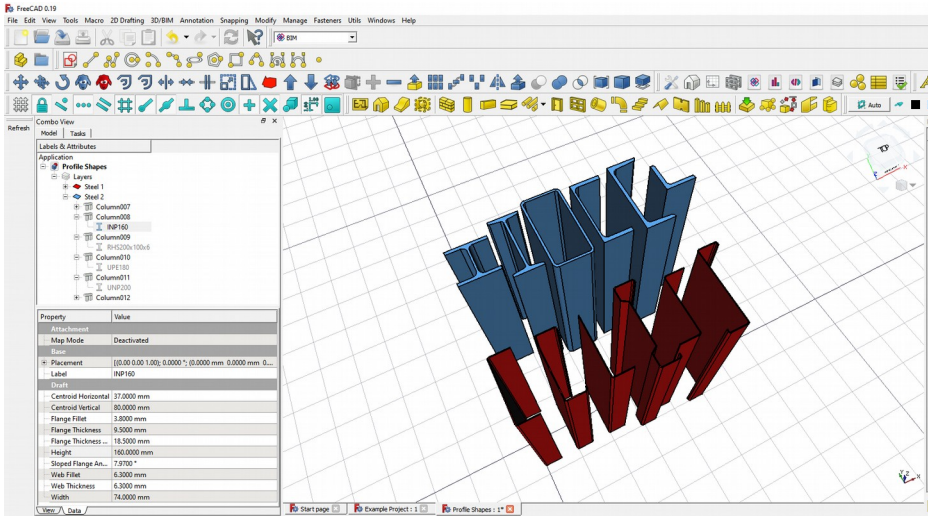 FreeCAD 0.19
File Edit View Tools Macro 2D Drafting 3D/BIM Annotation Snapping Modify Manage Fasteners Utils Windows Help
BIM
Auto
Refresh
Combo View
Model Tasks
Labels & Attributes
Application
Profile Shapes
Layers
Steel 1
Steel 2
Column007
Column008
INP160
Column009
RHS200x100x6
Column010
UPE180
Column011
UNP200
Column012
Property Value
Attachment
Map Mode Deactivated
Base
Placement [(0.00 0.00 1.00); 0.0000 °; (0.0000 mm 0.0000 mm 0....
Label INP160
Draft
Centroid Horizontal 37.0000 mm
Centroid Vertical 80.0000 mm
Flange Fillet 3.8000 mm
Flange Thickness 9.5000 mm
Flange Thickness ... 18.5000 mm
Height 160.0000 mm
Sloped Flange An... 7.9700 °
Web Fillet 6.3000 mm
Web Thickness 6.3000 mm
Width 74.0000 mm
View Data
TOP
X
Z
X
Start page
Example Project : 1
Profile Shapes : 1*